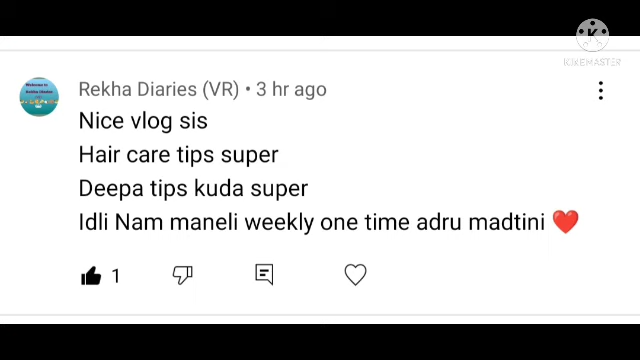 KINEMASTER
Rekha Diaries (VR) • 3 hr ago
Nice vlog sis
Hair care tips super
Deepa tips kuda super
Idli Nam maneli weekly one time adru madtini ❤️
1